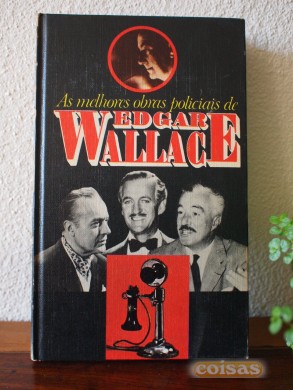 As melhores obras policiais de
EDGAR
WALLACE
coisas